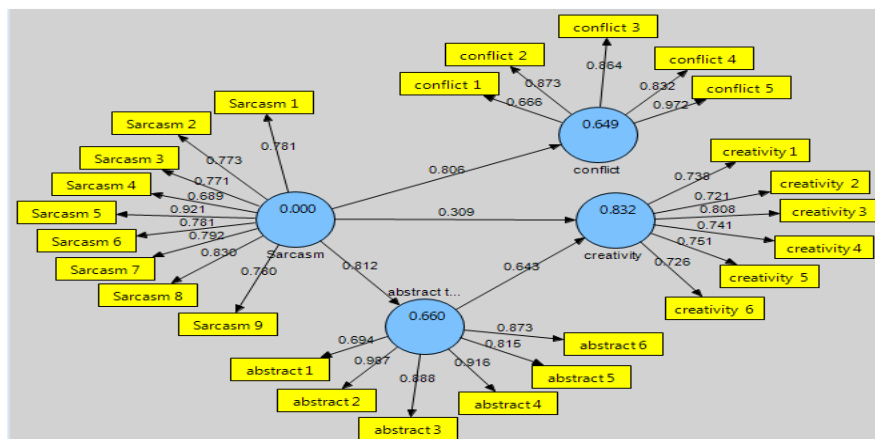 conflict 3
conflict 2
conflict 4
conflict 1
conflict 5
0.666
0.873
0.864
0.832
0.972
0.649
conflict
Sarcasm 1
Sarcasm 2
Sarcasm 3
Sarcasm 4
Sarcasm 5
Sarcasm 6
Sarcasm 7
Sarcasm 8
Sarcasm 9
0.781
0.773
0.771
0.689
0.921
0.781
0.792
0.830
0.780
0.000
Sarcasm
0.806
0.309
0.812
0.643
0.832
creativity
creativity 1
creativity 2
creativity 3
creativity 4
creativity 5
creativity 6
0.738
0.721
0.808
0.741
0.751
0.726
abstract t...
0.660
0.694
0.987
0.888
0.916
0.815
0.873
abstract 1
abstract 2
abstract 3
abstract 4
abstract 5
abstract 6